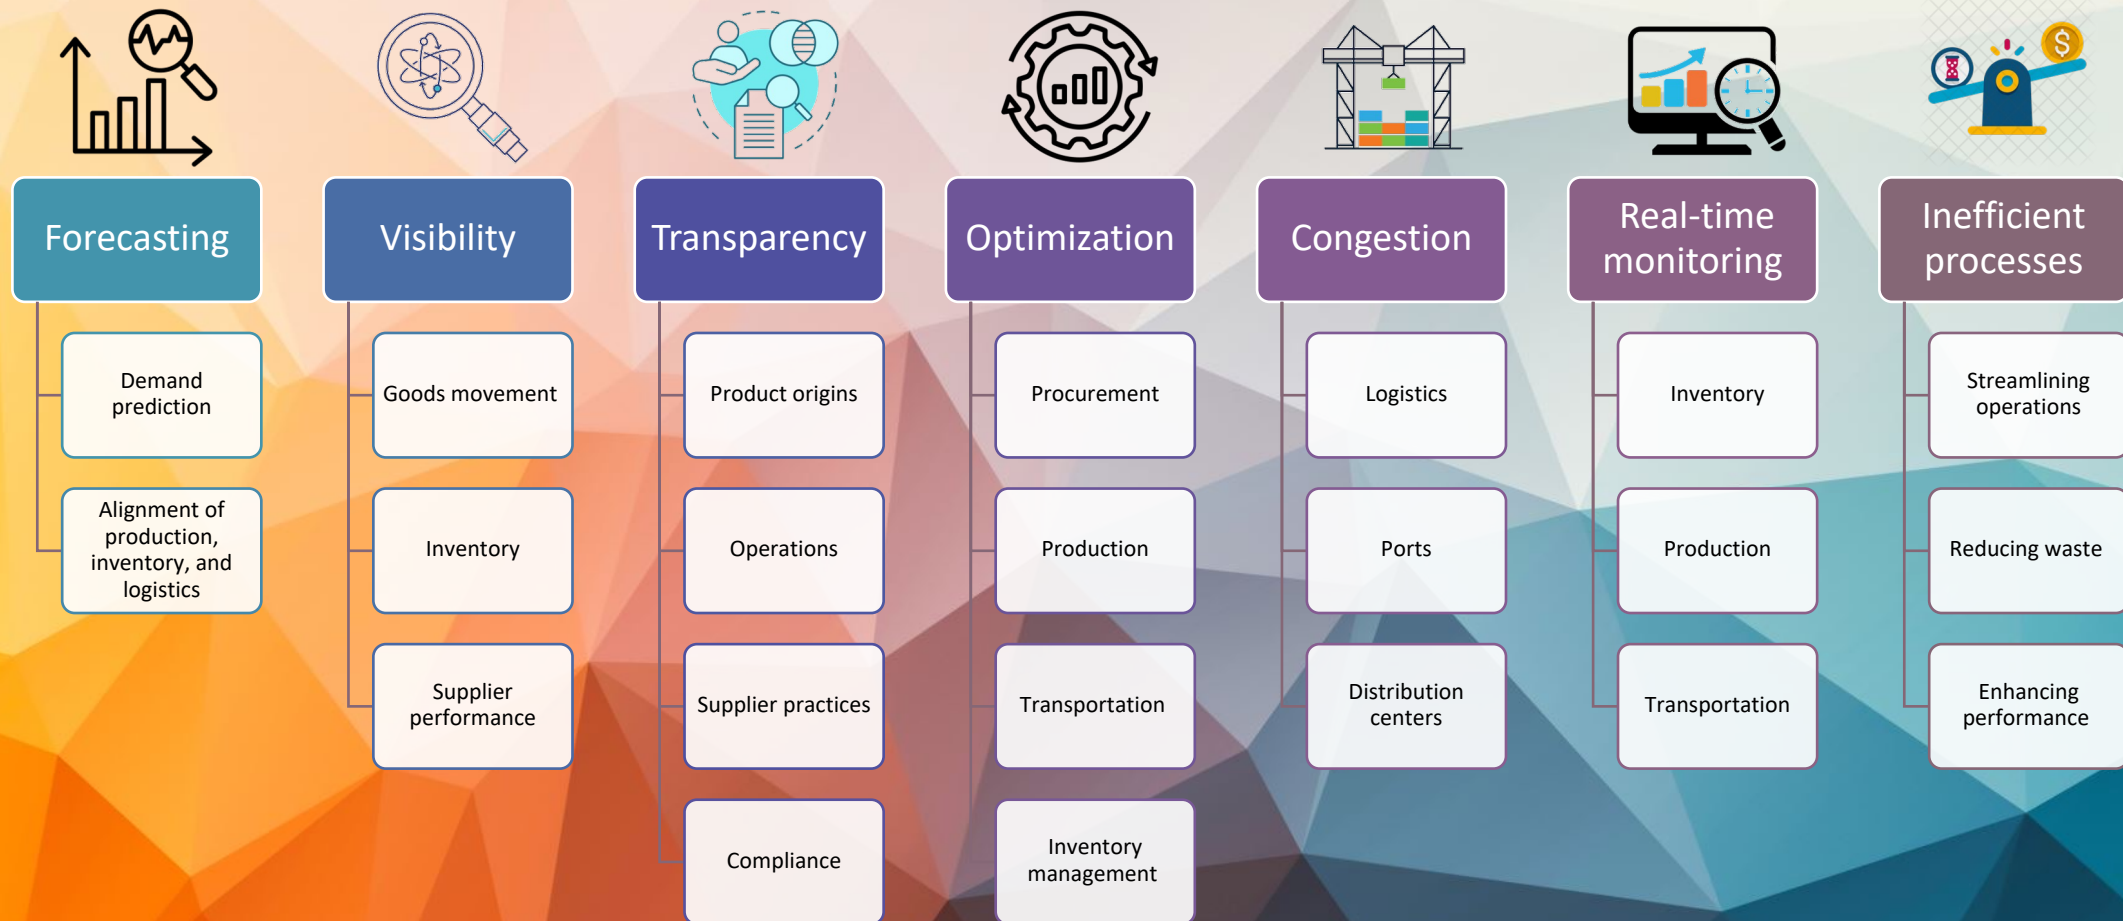 Forecasting
Demand
prediction
Alignment of
production,
inventory, and
logistics
Visibility
Goods movement
Inventory
Supplier
performance
Transparency
Product origins
Operations
Supplier practices
Compliance
Optimization
Procurement
Production
Transportation
Inventory
management
Congestion
Logistics
Ports
Distribution
centers
Real-time
monitoring
Inventory
Production
Transportation
$
Inefficient
processes
Streamlining
operations
Reducing waste
Enhancing
performance